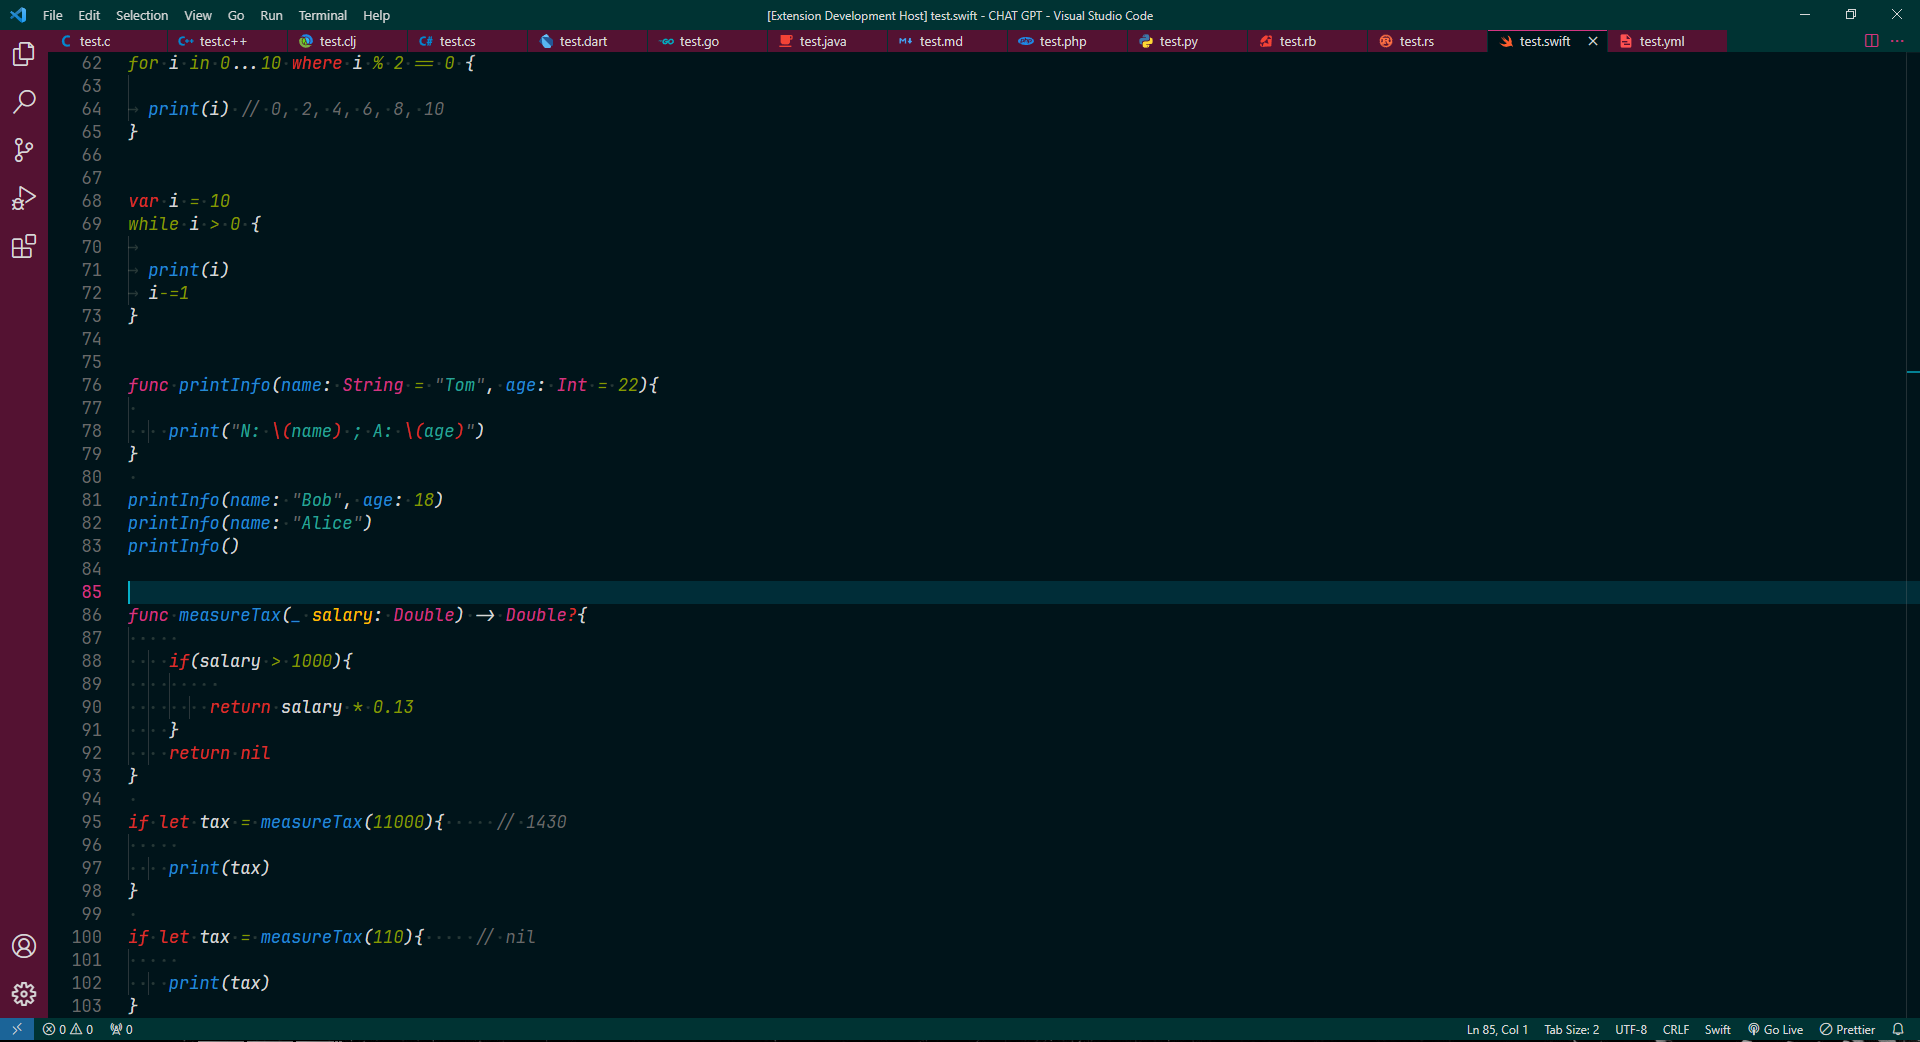 File Edit Selection View Go Run Terminal Help [Extension Development Host] test.swift - CHAT GPT - Visual Studio Code
test.c test.c++ test.clj test.cs test.dart test.go test.java test.md test.php test.py test.rb test.rs test.swift test.yml
62 for i in 0...10 where i % 2 == 0 {
63
64 print(i) // 0, 2, 4, 6, 8, 10
65 }
66
67
68 var i = 10
69 while i > 0 {
70
71 print(i)
72 i-=1
73 }
74
75
76 func printInfo(name: String = "Tom", age: Int = 22){
77
78 print("N: \(name) ; A: \(age)")
79 }
80
81 printInfo(name: "Bob", age: 18)
82 printInfo(name: "Alice")
83 printInfo()
84
85
86 func measureTax(_ salary: Double) -> Double?{
87
88 if(salary > 1000){
89
90 return salary * 0.13
91 }
92 return nil
93 }
94
95 if let tax = measureTax(11000){ // 1430
96
97 print(tax)
98 }
99
100 if let tax = measureTax(110){ // nil
101
102 print(tax)
103 }
0 0 0 Ln 85, Col 1 Tab Size: 2 UTF-8 CRLF Swift Go Live Prettier